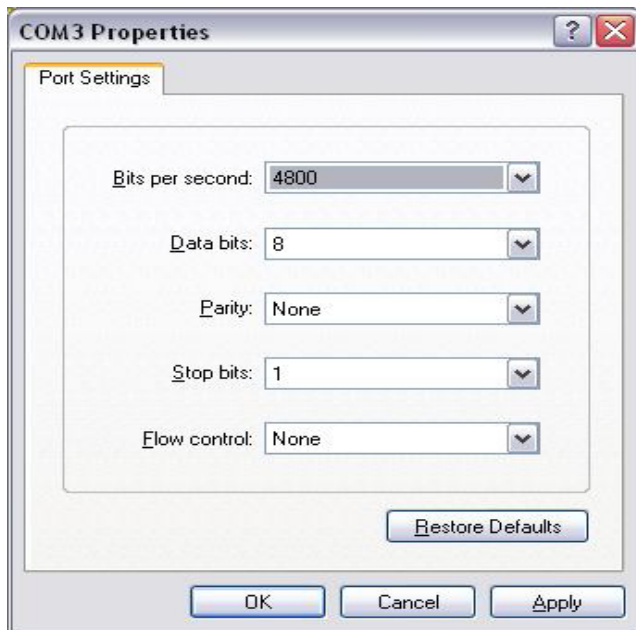 COM3 Properties
Port Settings
Bits per second: 4800
Data bits: 8
Parity: None
Stop bits: 1
Flow control: None
Restore Defaults
OK Cancel Apply